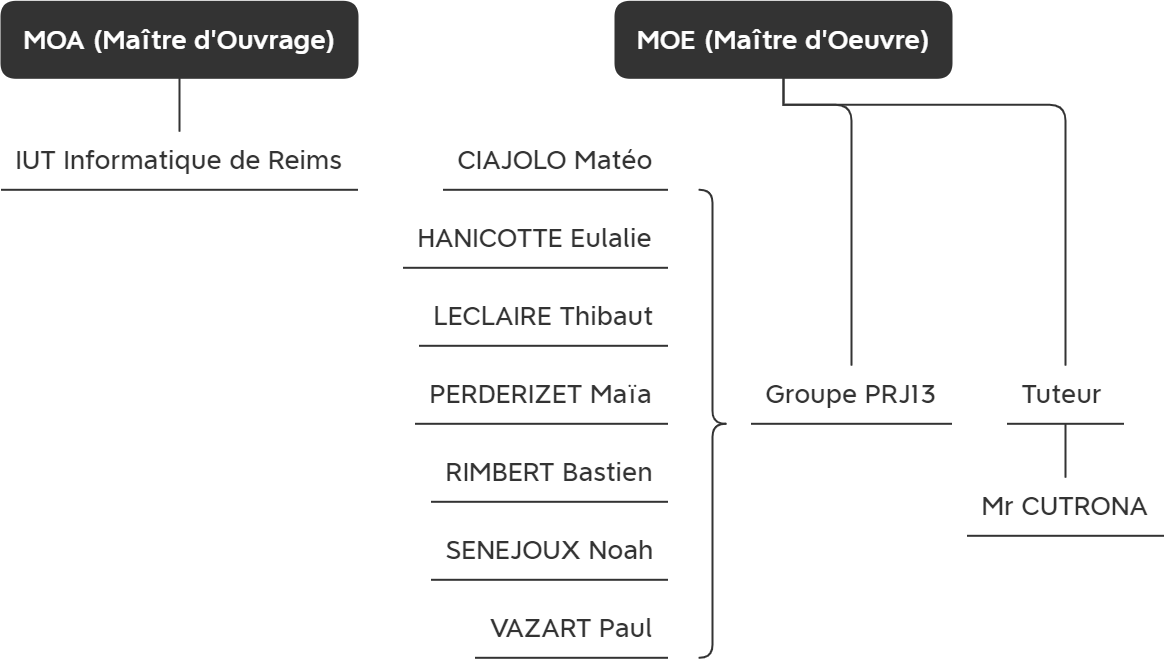 MOA (Maître d'Ouvrage)
IUT Informatique de Reims
MOE (Maître d'Oeuvre)
CIAJOLO Matéo
HANICOTTE Eulalie
LECLAIRE Thibaut
PERDERIZET Maïa
RIMBERT Bastien
SENEJOUX Noah
VAZART Paul
Groupe PRJ13
Tuteur
Mr CUTRONA